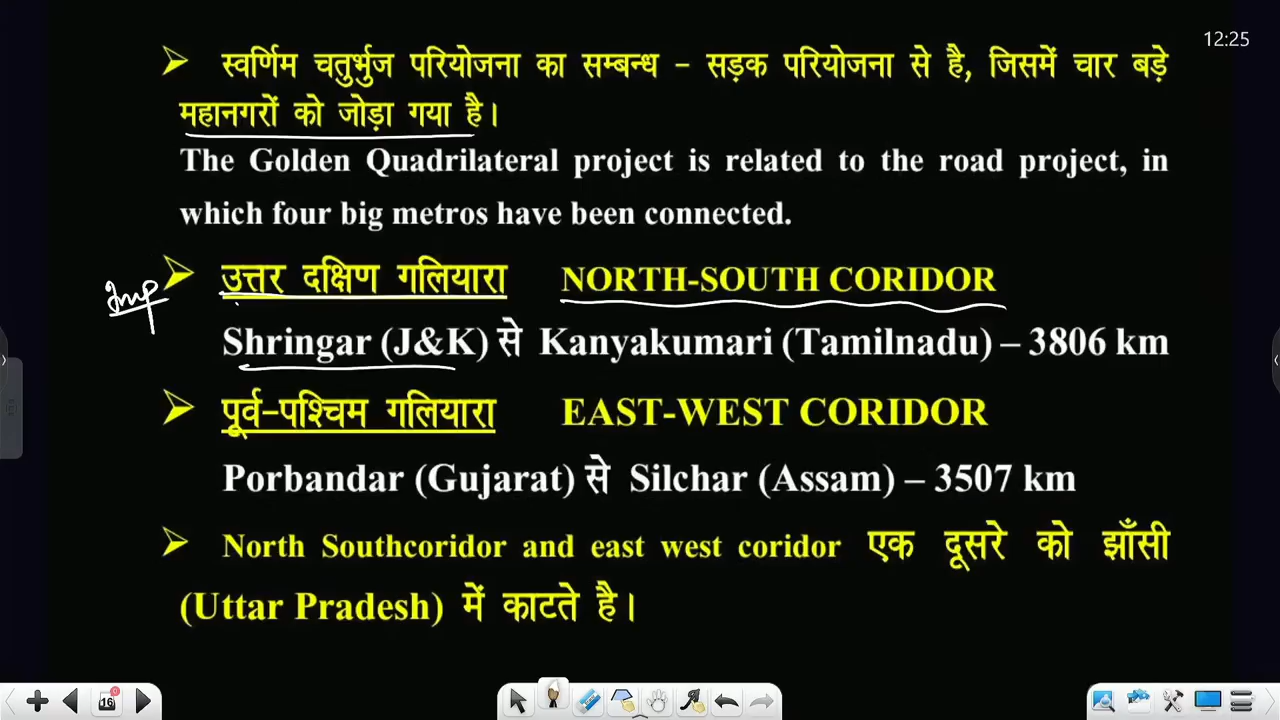 12:25
➢ स्वर्णिम चतुर्भुज परियोजना का सम्बन्ध – सड़क परियोजना से है, जिसमें चार बड़े
महानगरों को जोड़ा गया है।
The Golden Quadrilateral project is related to the road project, in
which four big metros have been connected.
➢ उत्तर दक्षिण गलियारा NORTH-SOUTH CORIDOR
Imp
Shringar (J&K) से Kanyakumari (Tamilnadu) – 3806 km
➢ पूर्व-पश्चिम गलियारा EAST-WEST CORIDOR
Porbandar (Gujarat) से Silchar (Assam) – 3507 km
➢ North Southcoridor and east west coridor एक दूसरे को झाँसी
(Uttar Pradesh) में काटते है।
16
0